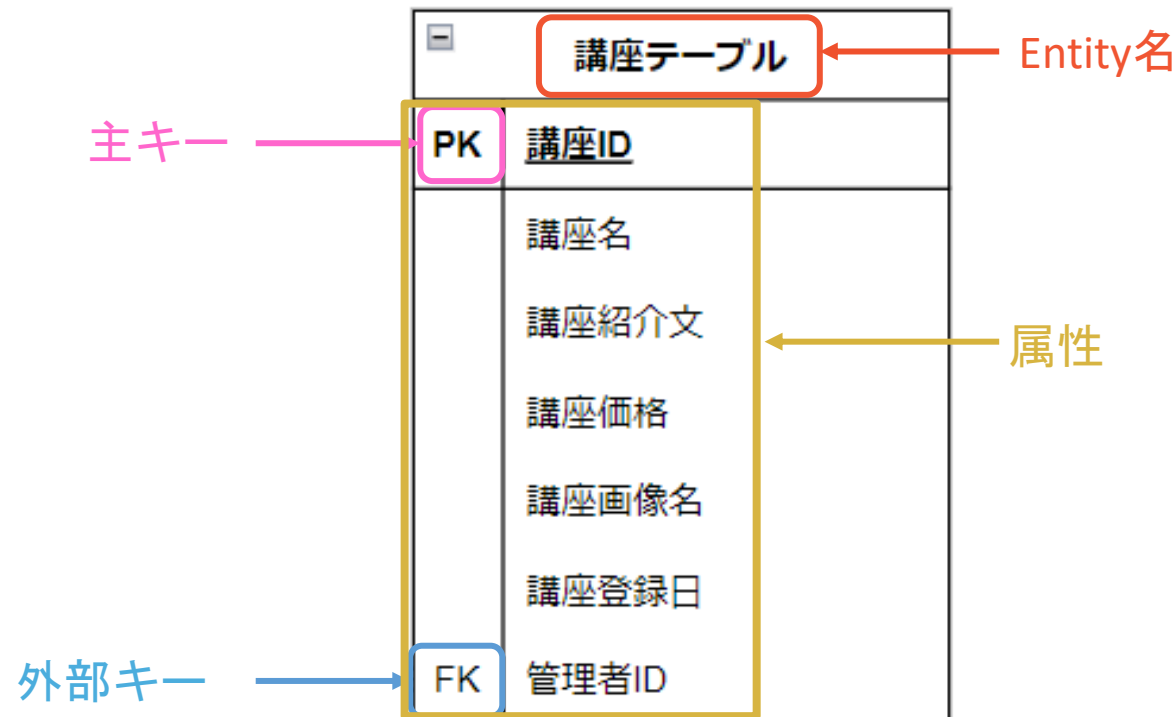 講座テーブル
Entity名
主キー
PK 講座ID
講座名
講座紹介文
属性
講座価格
講座画像名
講座登録日
外部キー
FK 管理者ID